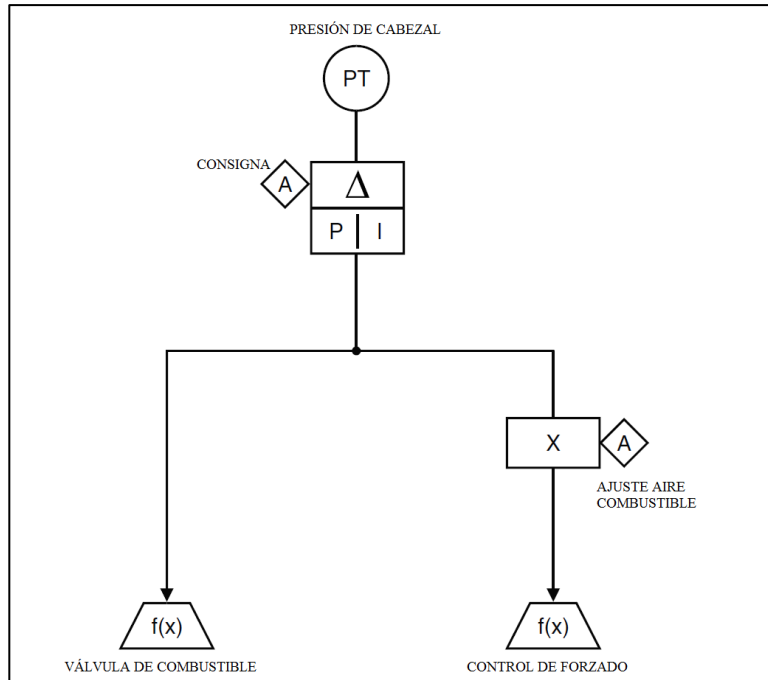 PRESIÓN DE CABEZAL
PT
CONSIGNA
A
Δ
P I
X
A
AJUSTE AIRE
COMBUSTIBLE
f(x)
f(x)
VÁLVULA DE COMBUSTIBLE
CONTROL DE FORZADO